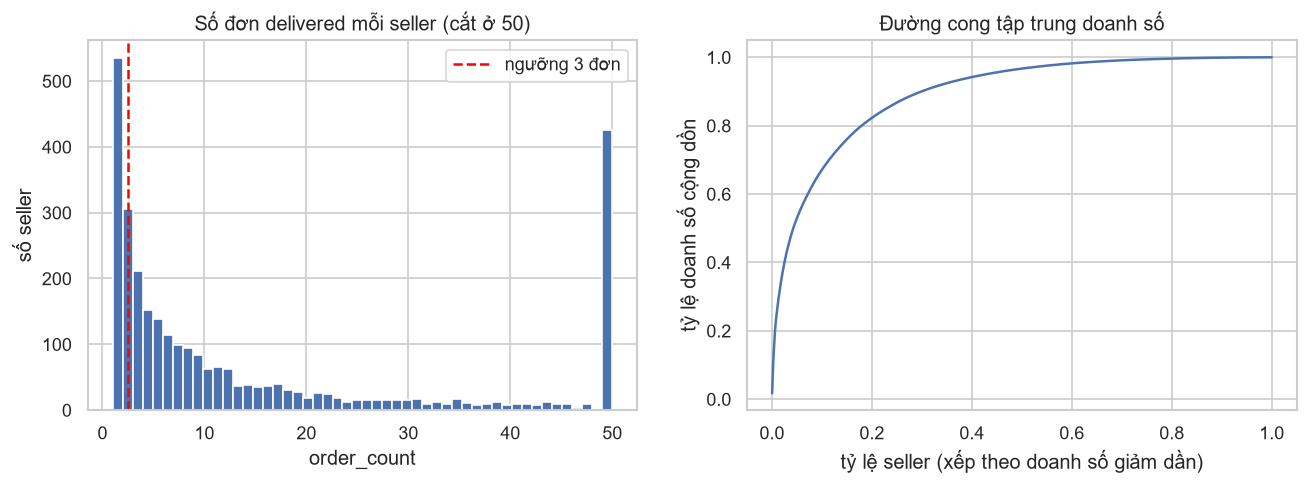 Số đơn delivered mỗi seller (cắt ở 50)
ngưỡng 3 đơn
số seller
500
400
300
200
100
0
0 10 20 30 40 50
order_count
Đường cong tập trung doanh số
tỷ lệ doanh số cộng dồn
1.0
0.8
0.6
0.4
0.2
0.0
0.0 0.2 0.4 0.6 0.8 1.0
tỷ lệ seller (xếp theo doanh số giảm dần)